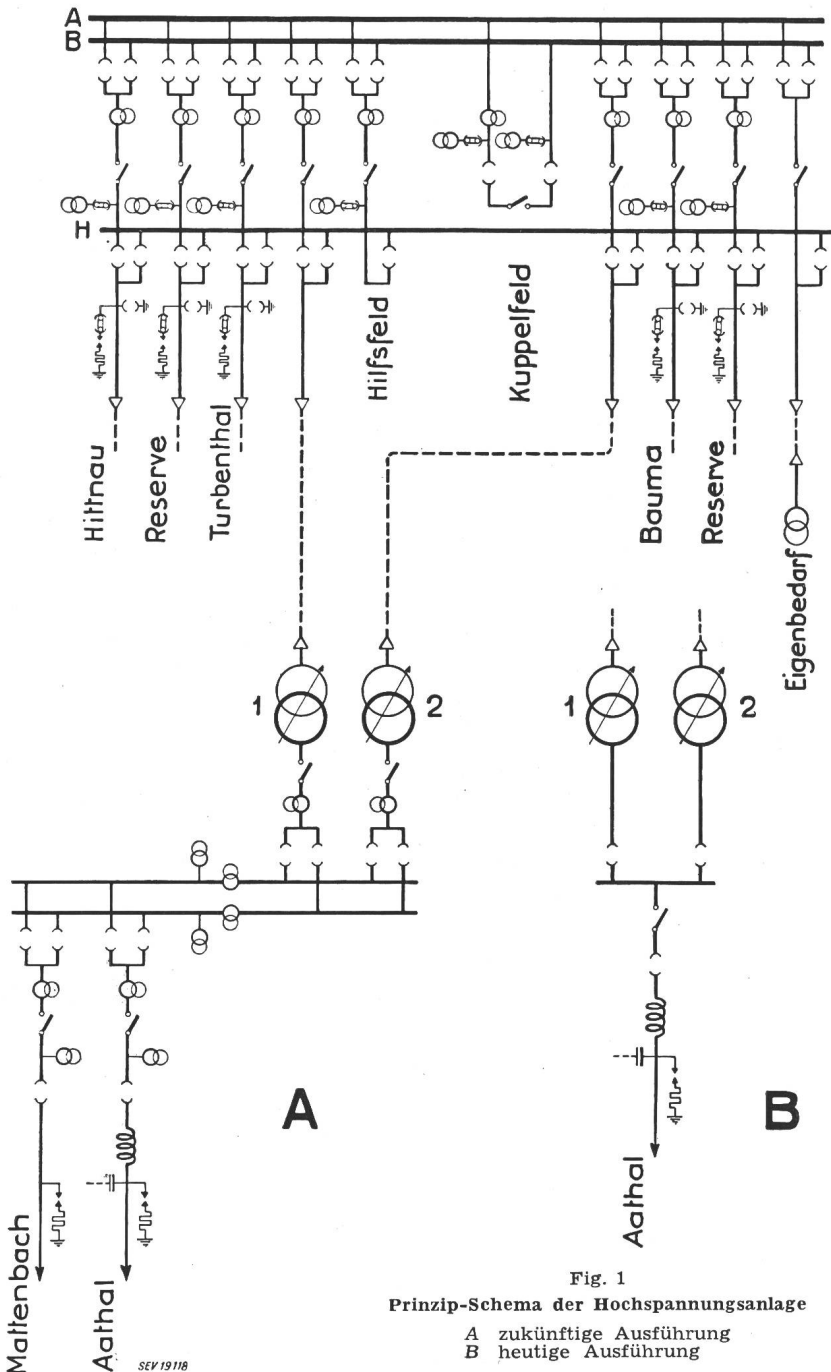 A
B
H
Hittnau
Reserve
Turbenthal
Hilfsfeld
Kuppelfeld
Bauma
Reserve
Eigenbedarf
1
2
1
2
A
B
Mattenbach
Aathal
Aathal
SEV 19118
Fig. 1
Prinzip-Schema der Hochspannungsanlage
A zukünftige Ausführung
B heutige Ausführung